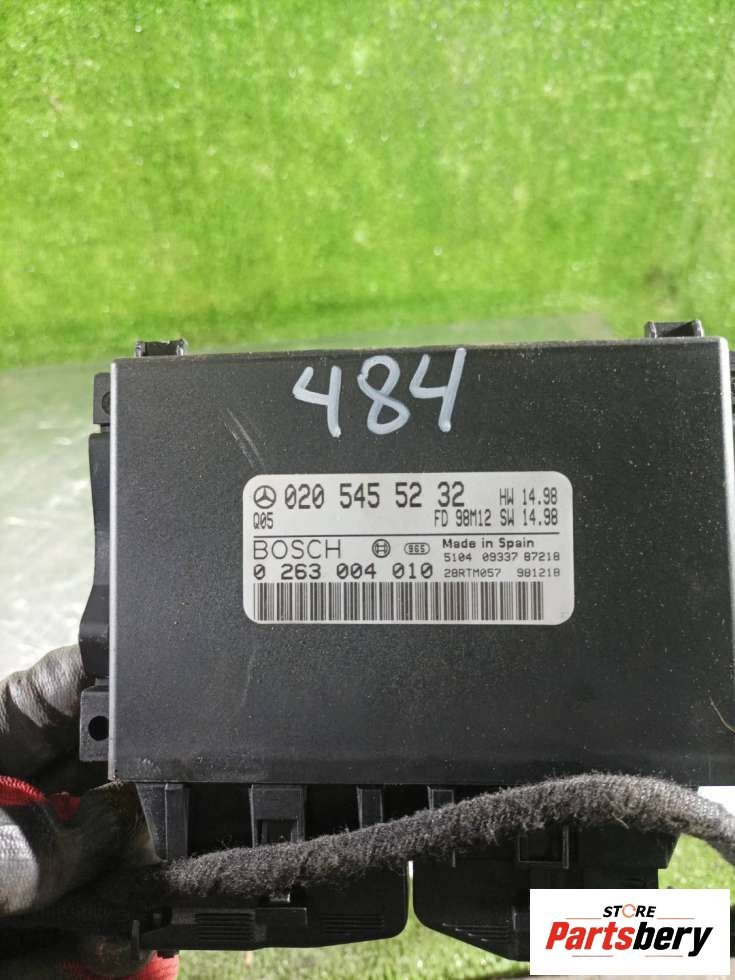 484
020 545 52 32 HW 14.98
Q05 FD 98M12 SW 14.98
BOSCH 9G5 Made in Spain
5104 09337 87218
0 263 004 010 28RTM057 981218
STORE
Partsbery